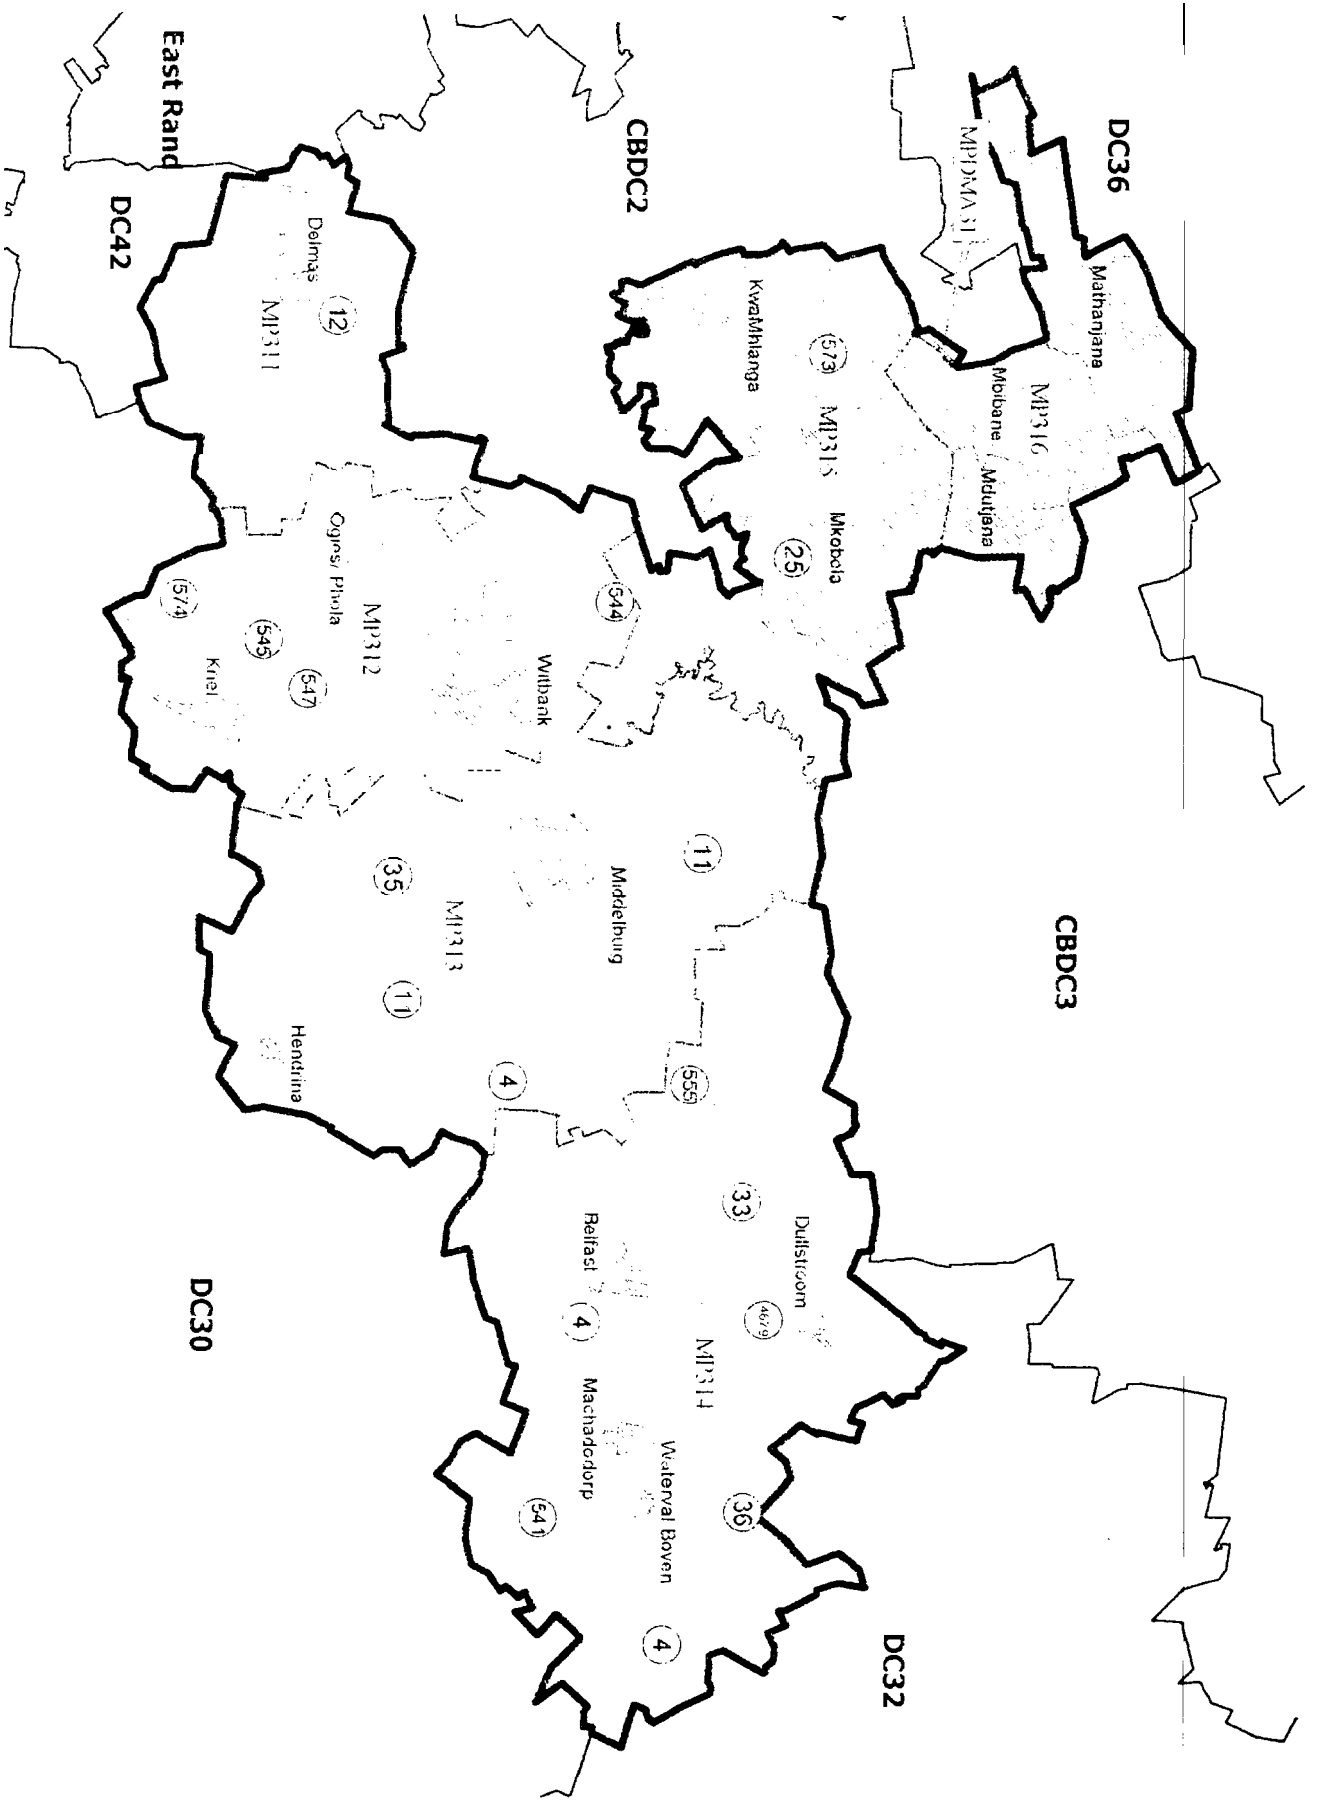 DC36
Mathanjana
CBDC3
MP316
Mbibane
Mdutjana
DC32
Mkobola
573
MP315
Dullstroom
25
4679
KwaMhlanga
33
36
MP314
11
555
Waterval Boven
4
CBDC2
Middelburg
544
Belfast
Machadodorp
4
Witbank
541
4
MP313
11
35
MP312
12
Ogies/ Phola
Delmas
547
Hendrina
MP311
545
Kriel
DC30
574
East Rand
DC42